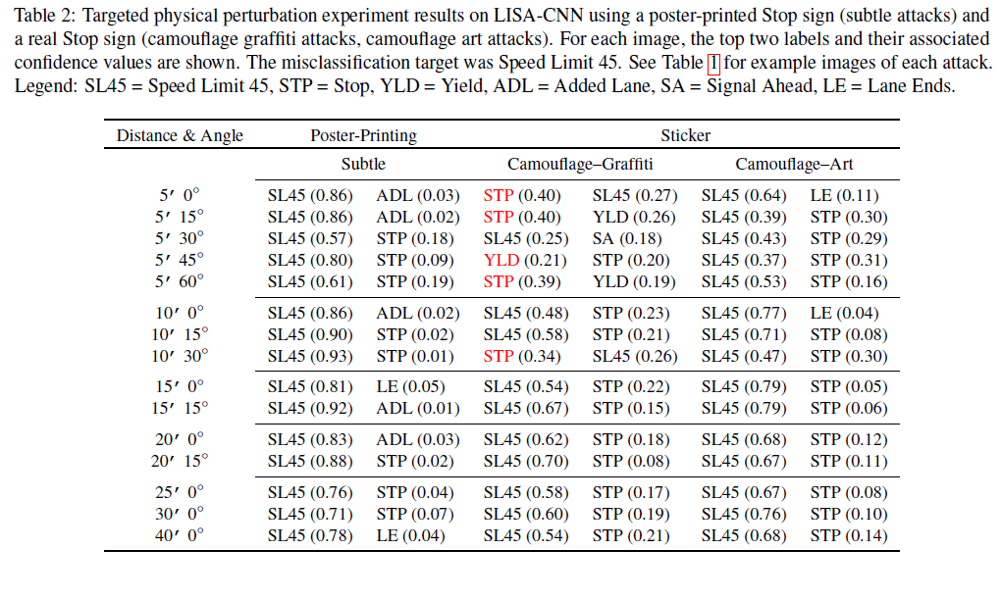 Table 2: Targeted physical perturbation experiment results on LISA-CNN using a poster-printed Stop sign (subtle attacks) and
a real Stop sign (camouflage graffiti attacks, camouflage art attacks). For each image, the top two labels and their associated
confidence values are shown. The misclassification target was Speed Limit 45. See Table 1 for example images of each attack.
Legend: SL45 = Speed Limit 45, STP = Stop, YLD = Yield, ADL = Added Lane, SA = Signal Ahead, LE = Lane Ends.
Distance & Angle Poster-Printing Sticker
Subtle Camouflage–Graffiti Camouflage–Art
5′ 0° SL45 (0.86) ADL (0.03) STP (0.40) SL45 (0.27) SL45 (0.64) LE (0.11)
5′ 15° SL45 (0.86) ADL (0.02) STP (0.40) YLD (0.26) SL45 (0.39) STP (0.30)
5′ 30° SL45 (0.57) STP (0.18) SL45 (0.25) SA (0.18) SL45 (0.43) STP (0.29)
5′ 45° SL45 (0.80) STP (0.09) YLD (0.21) STP (0.20) SL45 (0.37) STP (0.31)
5′ 60° SL45 (0.61) STP (0.19) STP (0.39) YLD (0.19) SL45 (0.53) STP (0.16)
10′ 0° SL45 (0.86) ADL (0.02) SL45 (0.48) STP (0.23) SL45 (0.77) LE (0.04)
10′ 15° SL45 (0.90) STP (0.02) SL45 (0.58) STP (0.21) SL45 (0.71) STP (0.08)
10′ 30° SL45 (0.93) STP (0.01) STP (0.34) SL45 (0.26) SL45 (0.47) STP (0.30)
15′ 0° SL45 (0.81) LE (0.05) SL45 (0.54) STP (0.22) SL45 (0.79) STP (0.05)
15′ 15° SL45 (0.92) ADL (0.01) SL45 (0.67) STP (0.15) SL45 (0.79) STP (0.06)
20′ 0° SL45 (0.83) ADL (0.03) SL45 (0.62) STP (0.18) SL45 (0.68) STP (0.12)
20′ 15° SL45 (0.88) STP (0.02) SL45 (0.70) STP (0.08) SL45 (0.67) STP (0.11)
25′ 0° SL45 (0.76) STP (0.04) SL45 (0.58) STP (0.17) SL45 (0.67) STP (0.08)
30′ 0° SL45 (0.71) STP (0.07) SL45 (0.60) STP (0.19) SL45 (0.76) STP (0.10)
40′ 0° SL45 (0.78) LE (0.04) SL45 (0.54) STP (0.21) SL45 (0.68) STP (0.14)